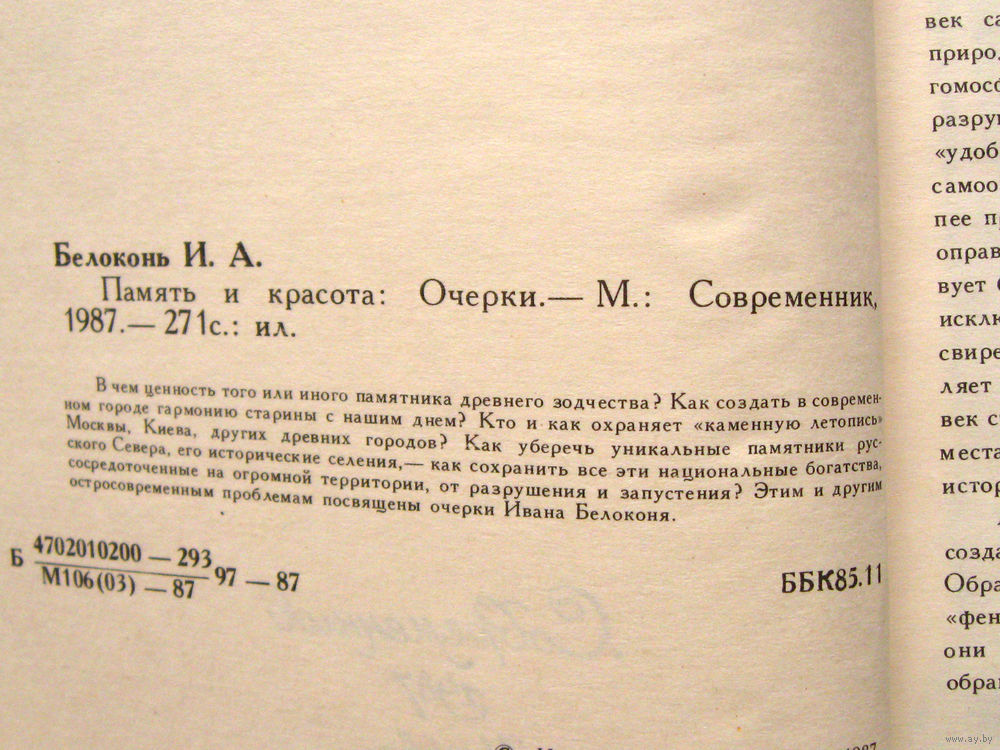 Белоконь И. А.
Память и красота: Очерки.— М.: Современник,
1987.— 271с.: ил.
В чем ценность того или иного памятника древнего зодчества? Как создать в современ-
ном городе гармонию старины с нашим днем? Кто и как охраняет «каменную летопись»
Москвы, Киева, других древних городов? Как уберечь уникальные памятники рус-
ского Севера, его исторические селения,— как сохранить все эти национальные богатства,
сосредоточенные на огромной территории, от разрушения и запустения? Этим и другим
остросовременным проблемам посвящены очерки Ивана Белоконя.
Б 4702010200 — 293
М106(03) — 87 97 — 87
ББК85.11
век
приро
гомос
разру
«удоб
самоо
пее
оправ
вует
искл
свире
ляет
век с
места
истор
созда
Обра
«фен
они
обра
www.ay.by